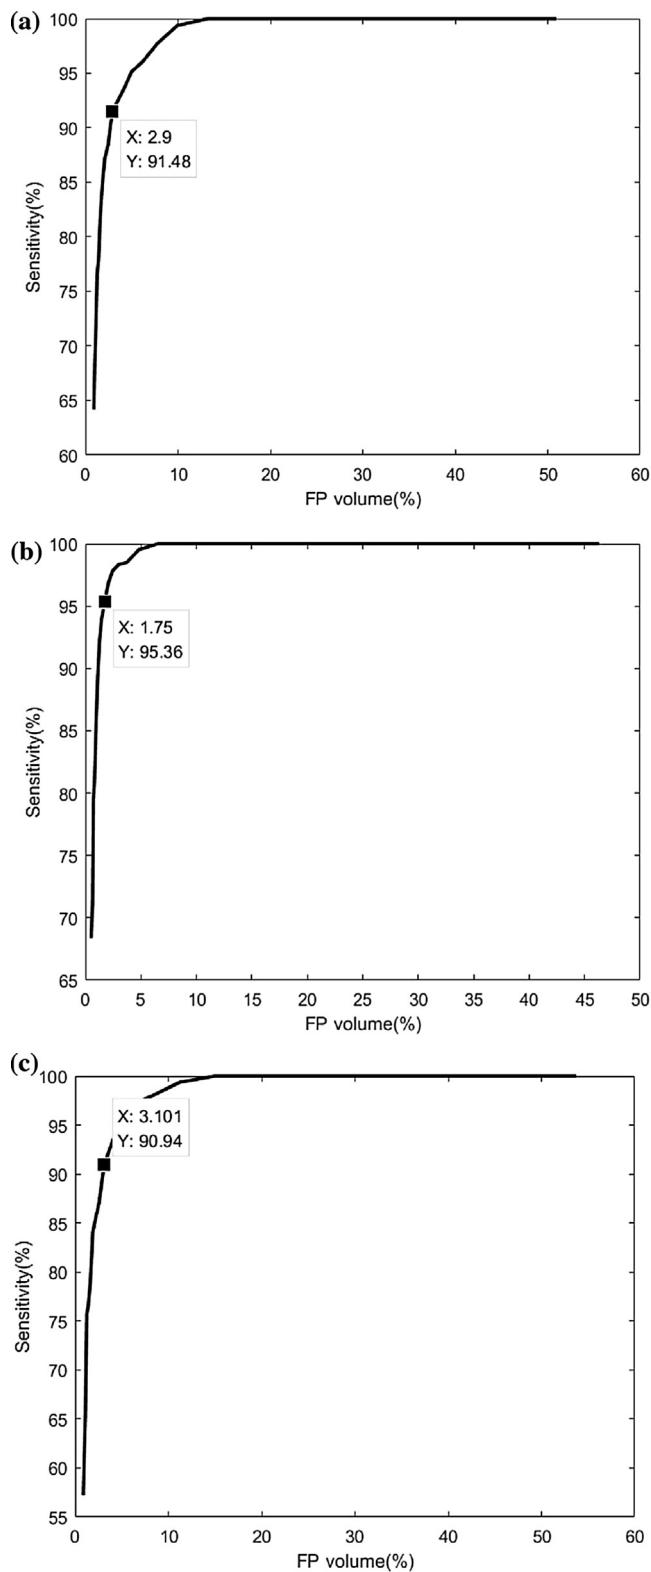 (a)
100
95
90
85
80
75
70
65
60
Sensitivity(%)
X: 2.9
Y: 91.48
0 10 20 30 40 50 60
FP volume(%)
(b)
100
95
90
85
80
75
70
65
Sensitivity(%)
X: 1.75
Y: 95.36
0 5 10 15 20 25 30 35 40 45 50
FP volume(%)
(c)
100
95
90
85
80
75
70
65
60
55
Sensitivity(%)
X: 3.101
Y: 90.94
0 10 20 30 40 50 60
FP volume(%)